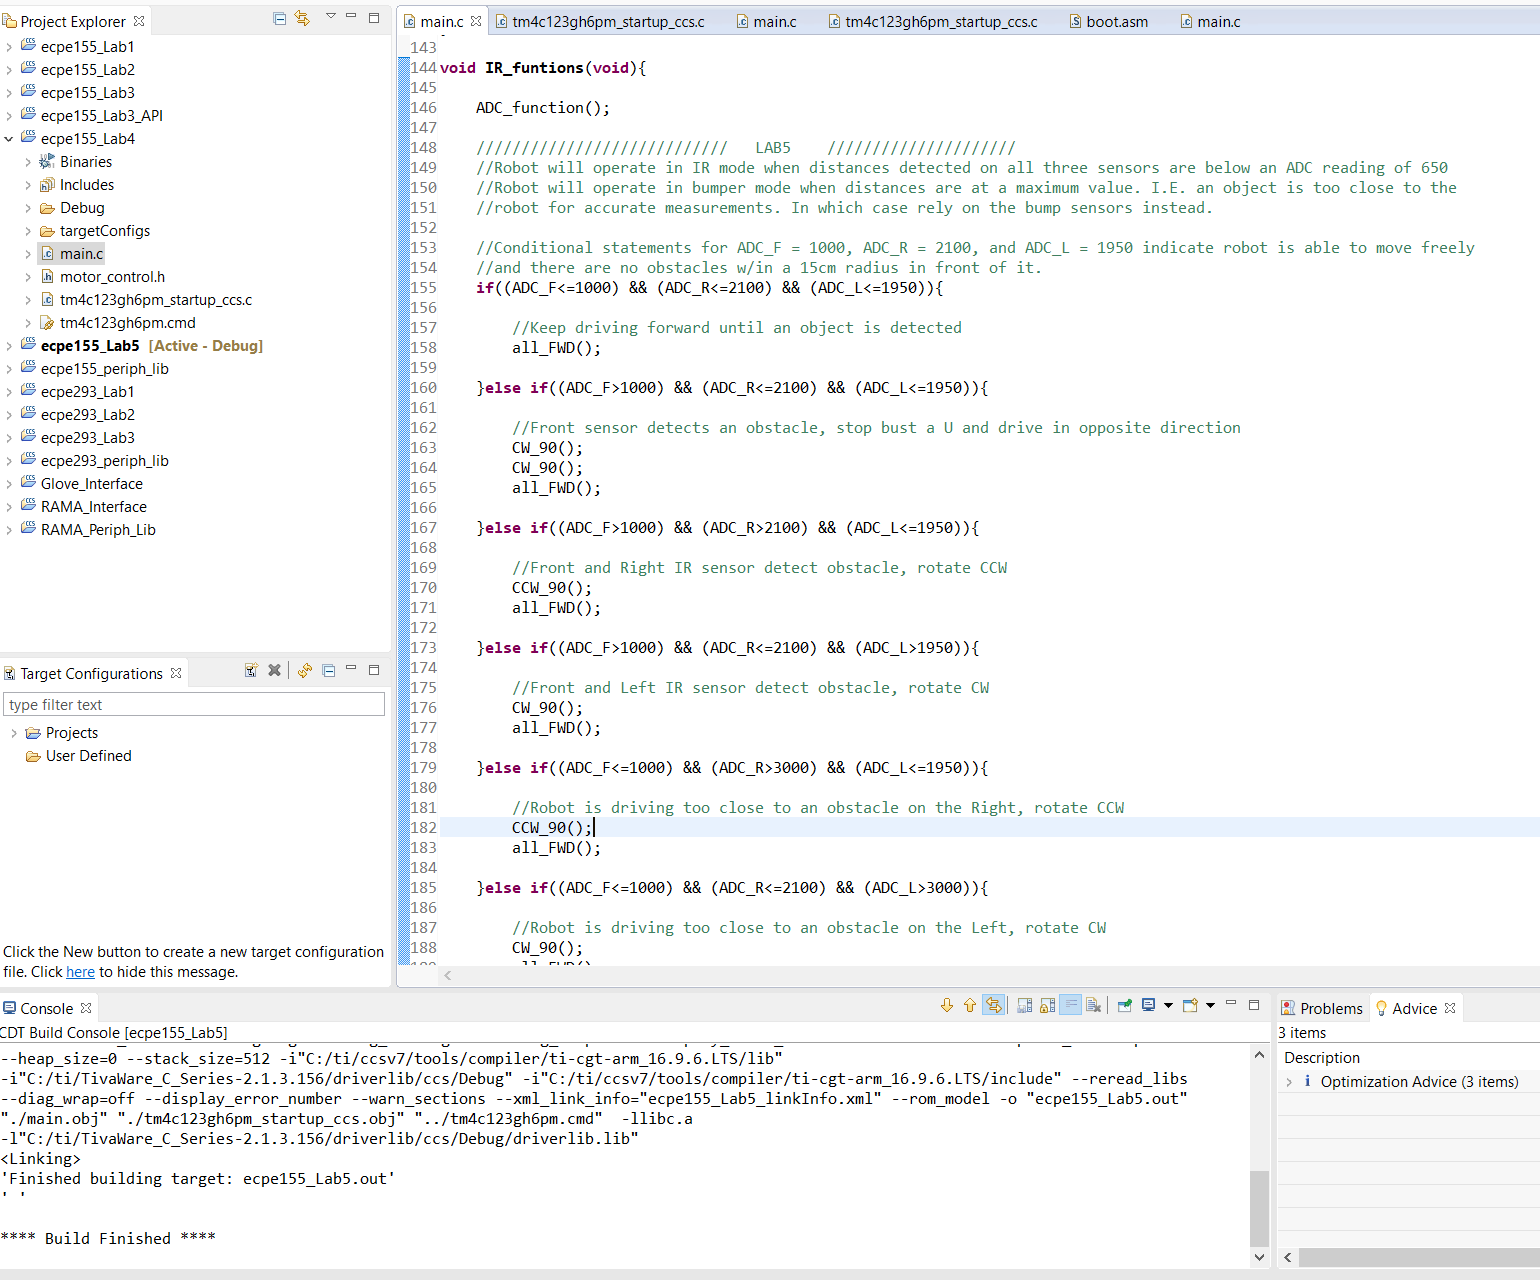 Project Explorer
ecpe155_Lab1
ecpe155_Lab2
ecpe155_Lab3
ecpe155_Lab3_API
ecpe155_Lab4
Binaries
Includes
Debug
targetConfigs
main.c
motor_control.h
tm4c123gh6pm_startup_ccs.c
tm4c123gh6pm.cmd
ecpe155_Lab5 [Active - Debug]
ecpe155_periph_lib
ecpe293_Lab1
ecpe293_Lab2
ecpe293_Lab3
ecpe293_periph_lib
Glove_Interface
RAMA_Interface
RAMA_Periph_Lib
Target Configurations
type filter text
Projects
User Defined
Click the New button to create a new target configuration
file. Click here to hide this message.
main.c tm4c123gh6pm_startup_ccs.c main.c tm4c123gh6pm_startup_ccs.c boot.asm main.c
143
144 void IR_funtions(void){
145
146     ADC_function();
147
148     ////////////////////////////   LAB5    /////////////////////
149     //Robot will operate in IR mode when distances detected on all three sensors are below an ADC reading of 650
150     //Robot will operate in bumper mode when distances are at a maximum value. I.E. an object is too close to the
151     //robot for accurate measurements. In which case rely on the bump sensors instead.
152
153     //Conditional statements for ADC_F = 1000, ADC_R = 2100, and ADC_L = 1950 indicate robot is able to move freely
154     //and there are no obstacles w/in a 15cm radius in front of it.
155     if((ADC_F<=1000) && (ADC_R<=2100) && (ADC_L<=1950)){
156
157         //Keep driving forward until an object is detected
158         all_FWD();
159
160     }else if((ADC_F>1000) && (ADC_R<=2100) && (ADC_L<=1950)){
161
162         //Front sensor detects an obstacle, stop bust a U and drive in opposite direction
163         CW_90();
164         CW_90();
165         all_FWD();
166
167     }else if((ADC_F>1000) && (ADC_R>2100) && (ADC_L<=1950)){
168
169         //Front and Right IR sensor detect obstacle, rotate CCW
170         CCW_90();
171         all_FWD();
172
173     }else if((ADC_F>1000) && (ADC_R<=2100) && (ADC_L>1950)){
174
175         //Front and Left IR sensor detect obstacle, rotate CW
176         CW_90();
177         all_FWD();
178
179     }else if((ADC_F<=1000) && (ADC_R>3000) && (ADC_L<=1950)){
180
181         //Robot is driving too close to an obstacle on the Right, rotate CCW
182         CCW_90();
183         all_FWD();
184
185     }else if((ADC_F<=1000) && (ADC_R<=2100) && (ADC_L>3000)){
186
187         //Robot is driving too close to an obstacle on the Left, rotate CW
188         CW_90();
Console
CDT Build Console [ecpe155_Lab5]
--heap_size=0 --stack_size=512 -i"C:/ti/ccsv7/tools/compiler/ti-cgt-arm_16.9.6.LTS/lib"
-i"C:/ti/TivaWare_C_Series-2.1.3.156/driverlib/ccs/Debug" -i"C:/ti/ccsv7/tools/compiler/ti-cgt-arm_16.9.6.LTS/include" --reread_libs
--diag_wrap=off --display_error_number --warn_sections --xml_link_info="ecpe155_Lab5_linkInfo.xml" --rom_model -o "ecpe155_Lab5.out"
"./main.obj" "./tm4c123gh6pm_startup_ccs.obj" "../tm4c123gh6pm.cmd"  -llibc.a
-l"C:/ti/TivaWare_C_Series-2.1.3.156/driverlib/ccs/Debug/driverlib.lib"
<Linking>
'Finished building target: ecpe155_Lab5.out'
' '
**** Build Finished ****
Problems Advice
3 items
Description
Optimization Advice (3 items)